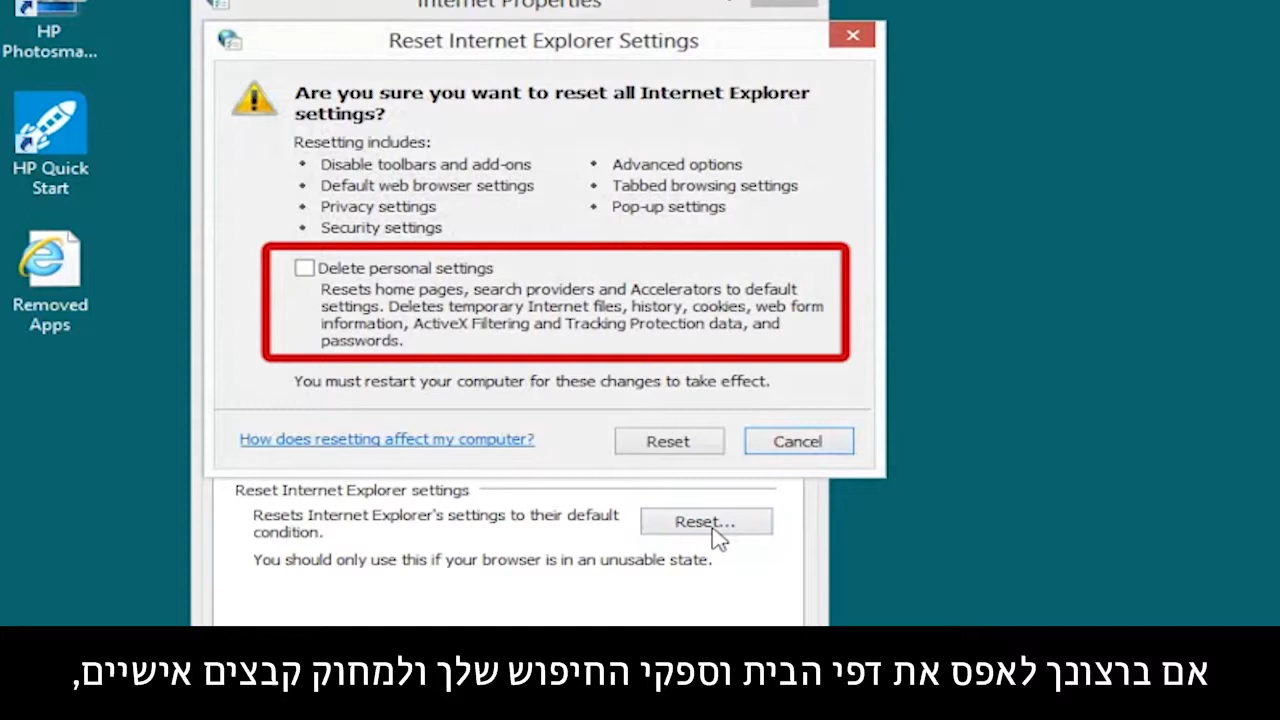 Internet Properties
HP
Photosma...
Reset Internet Explorer Settings
Are you sure you want to reset all Internet Explorer
settings?
Resetting includes:
• Disable toolbars and add-ons
• Default web browser settings
• Privacy settings
• Security settings
• Advanced options
• Tabbed browsing settings
• Pop-up settings
HP Quick
Start
Delete personal settings
Resets home pages, search providers and Accelerators to default
settings. Deletes temporary Internet files, history, cookies, web form
information, ActiveX Filtering and Tracking Protection data, and
passwords.
Removed
Apps
You must restart your computer for these changes to take effect.
How does resetting affect my computer?
Reset
Cancel
Reset Internet Explorer settings
Resets Internet Explorer's settings to their default
condition.
Reset...
You should only use this if your browser is in an unusable state.
אם ברצונך לאפס את דפי הבית וספקי החיפוש שלך ולמחוק קבצים אישיים,